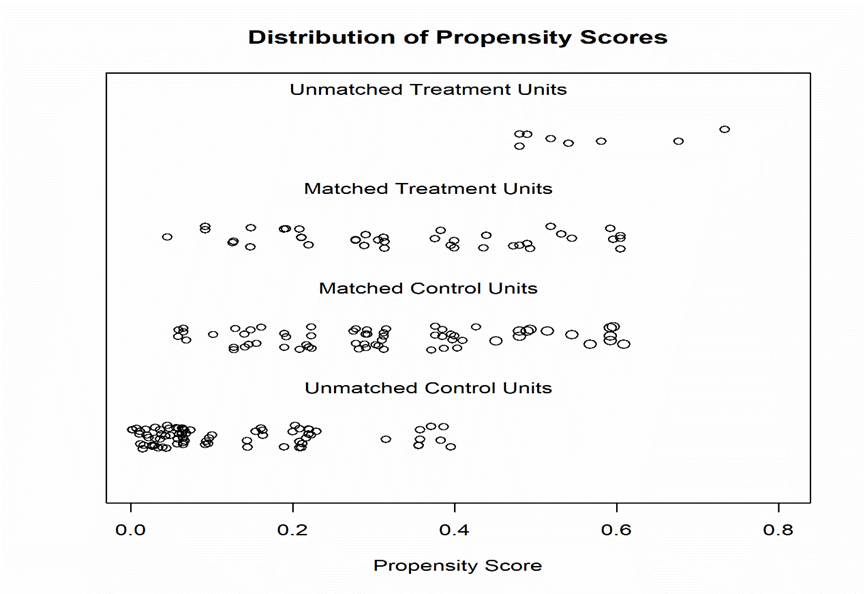 Distribution of Propensity Scores
Unmatched Treatment Units
Matched Treatment Units
Matched Control Units
Unmatched Control Units
0.0 0.2 0.4 0.6 0.8
Propensity Score